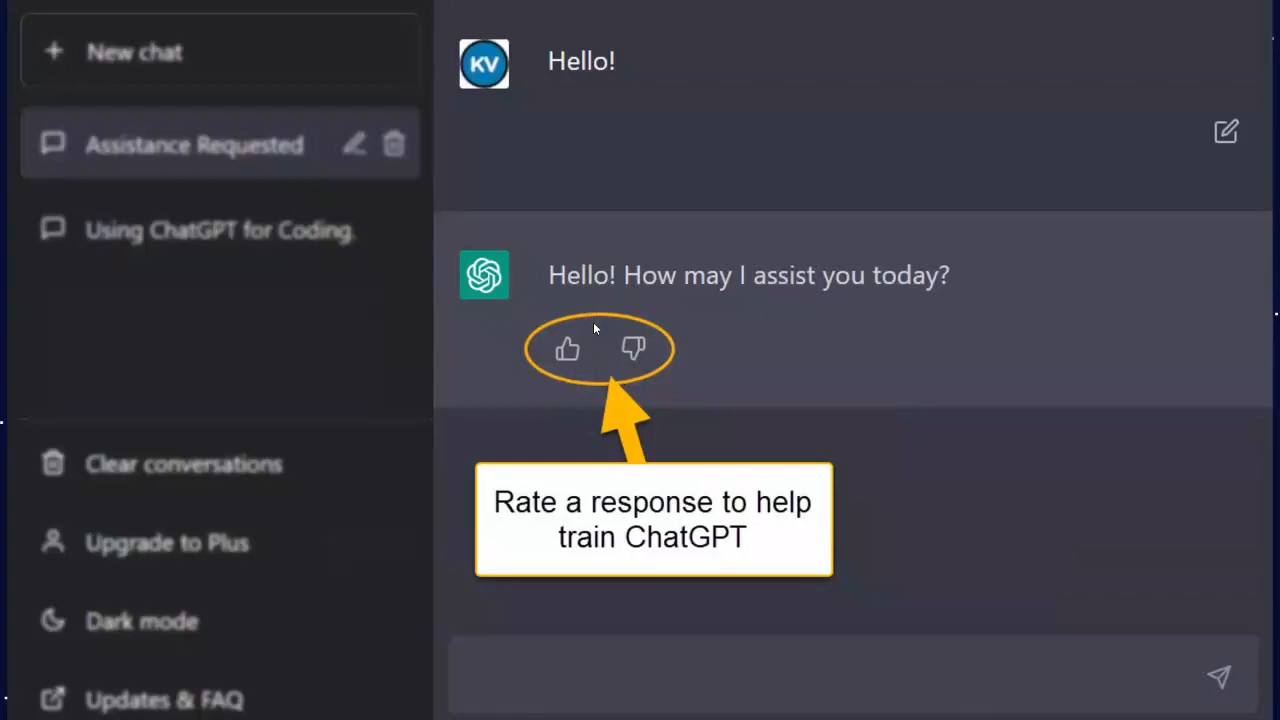 New chat
Assistance Requested
Using ChatGPT for Coding.
Clear conversations
Upgrade to Plus
Dark mode
Updates & FAQ
KV
Hello!
Hello! How may I assist you today?
Rate a response to help
train ChatGPT